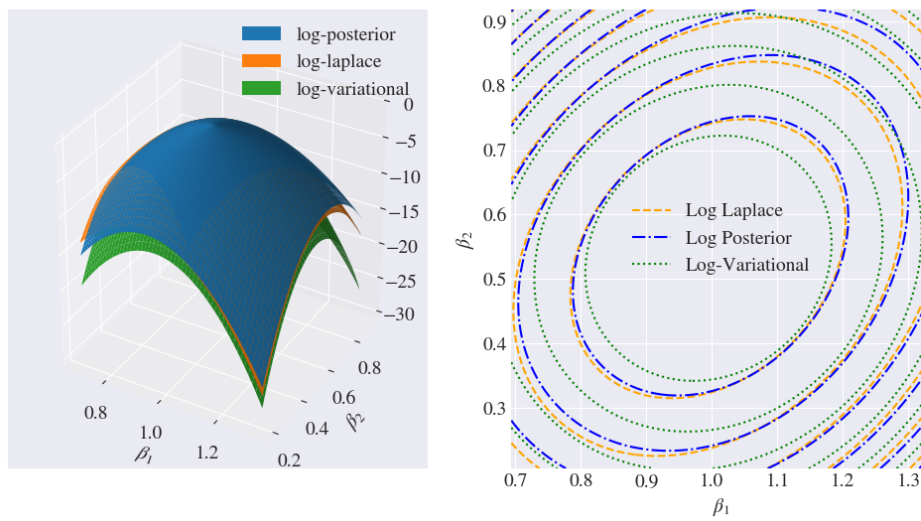 log-posterior
log-laplace
log-variational
0
−5
−10
−15
−20
−25
−30
0.8
1.0
1.2
β₁
0.2
0.4
0.6
0.8
β₂
0.9
0.8
0.7
0.6
0.5
0.4
0.3
β₂
Log Laplace
Log Posterior
Log-Variational
0.7 0.8 0.9 1.0 1.1 1.2 1.3
β₁